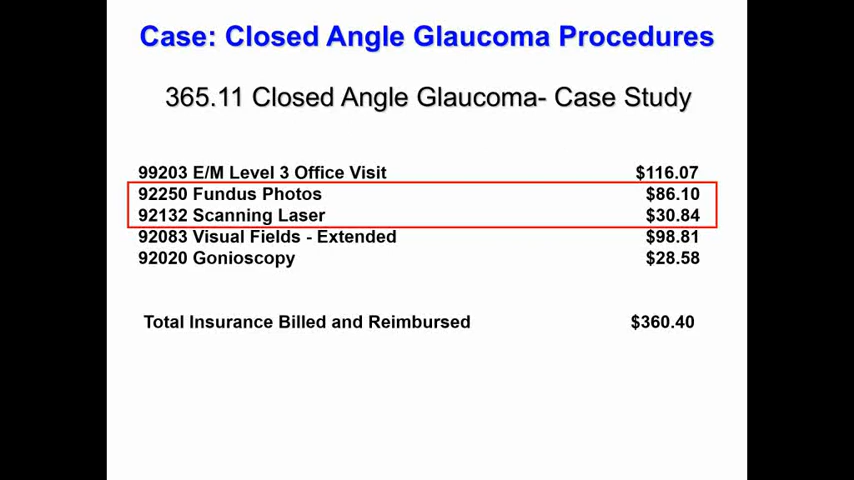 Case: Closed Angle Glaucoma Procedures
365.11 Closed Angle Glaucoma- Case Study
99203 E/M Level 3 Office Visit $116.07
92250 Fundus Photos $86.10
92132 Scanning Laser $30.84
92083 Visual Fields - Extended $98.81
92020 Gonioscopy $28.58
Total Insurance Billed and Reimbursed $360.40